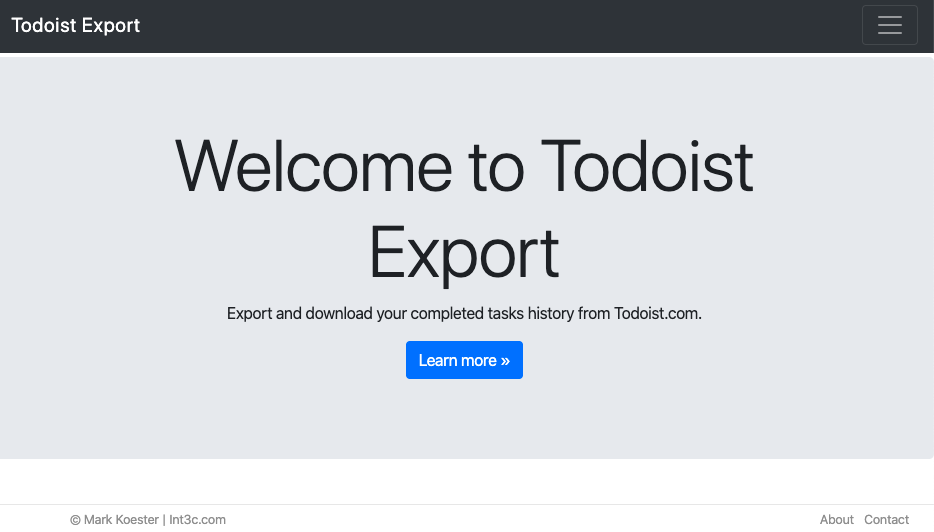 Todoist Export
Welcome to Todoist
Export
Export and download your completed tasks history from Todoist.com.
Learn more »
© Mark Koester | Int3c.com
About Contact